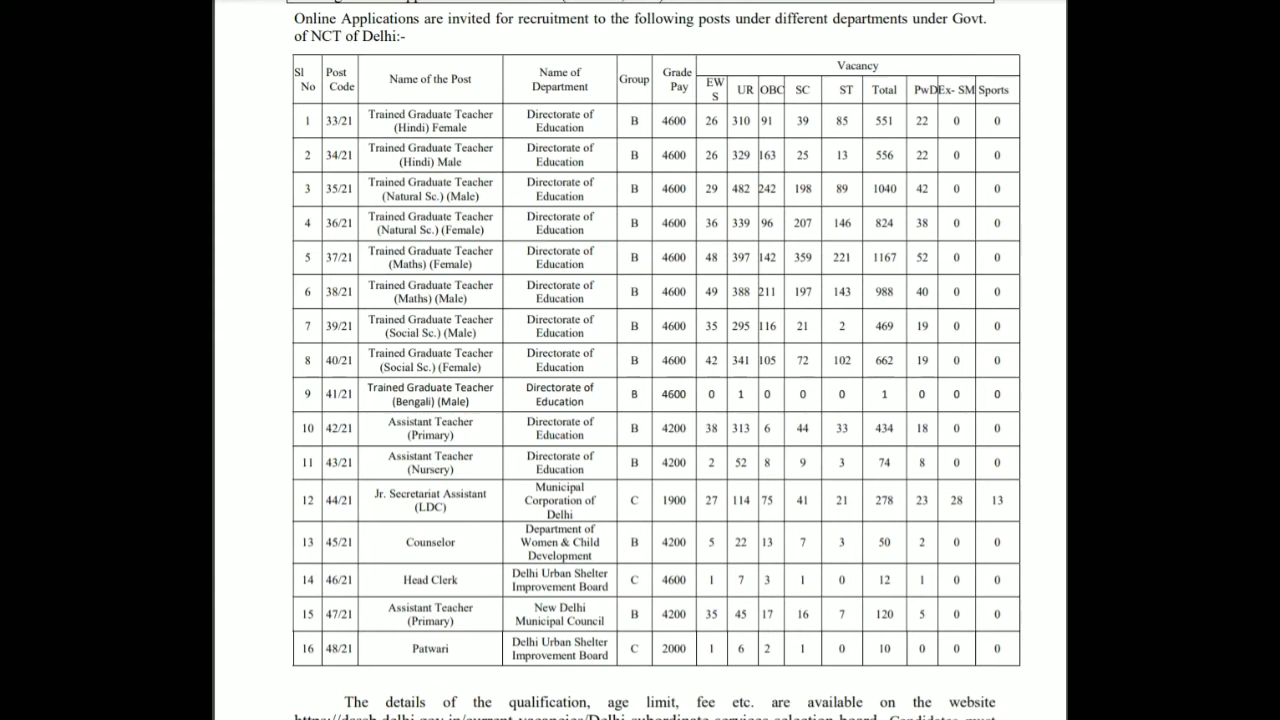 Online Applications are invited for recruitment to the following posts under different departments under Govt.
of NCT of Delhi:-
Sl No Post Code Name of the Post Name of Department Group Grade Pay Vacancy
EWS UR OBC SC ST Total PwD Ex- SM Sports
1 33/21 Trained Graduate Teacher (Hindi) Female Directorate of Education B 4600 26 310 91 39 85 551 22 0 0
2 34/21 Trained Graduate Teacher (Hindi) Male Directorate of Education B 4600 26 329 163 25 13 556 22 0 0
3 35/21 Trained Graduate Teacher (Natural Sc.) (Male) Directorate of Education B 4600 29 482 242 198 89 1040 42 0 0
4 36/21 Trained Graduate Teacher (Natural Sc.) (Female) Directorate of Education B 4600 36 339 96 207 146 824 38 0 0
5 37/21 Trained Graduate Teacher (Maths) (Female) Directorate of Education B 4600 48 397 142 359 221 1167 52 0 0
6 38/21 Trained Graduate Teacher (Maths) (Male) Directorate of Education B 4600 49 388 211 197 143 988 40 0 0
7 39/21 Trained Graduate Teacher (Social Sc.) (Male) Directorate of Education B 4600 35 295 116 21 2 469 19 0 0
8 40/21 Trained Graduate Teacher (Social Sc.) (Female) Directorate of Education B 4600 42 341 105 72 102 662 19 0 0
9 41/21 Trained Graduate Teacher (Bengali) (Male) Directorate of Education B 4600 0 1 0 0 0 1 0 0 0
10 42/21 Assistant Teacher (Primary) Directorate of Education B 4200 38 313 6 44 33 434 18 0 0
11 43/21 Assistant Teacher (Nursery) Directorate of Education B 4200 2 52 8 9 3 74 8 0 0
12 44/21 Jr. Secretariat Assistant (LDC) Municipal Corporation of Delhi C 1900 27 114 75 41 21 278 23 28 13
13 45/21 Counselor Department of Women & Child Development B 4200 5 22 13 7 3 50 2 0 0
14 46/21 Head Clerk Delhi Urban Shelter Improvement Board C 4600 1 7 3 1 0 12 1 0 0
15 47/21 Assistant Teacher (Primary) New Delhi Municipal Council B 4200 35 45 17 16 7 120 5 0 0
16 48/21 Patwari Delhi Urban Shelter Improvement Board C 2000 1 6 2 1 0 10 0 0 0
The details of the qualification, age limit, fee etc. are available on the website